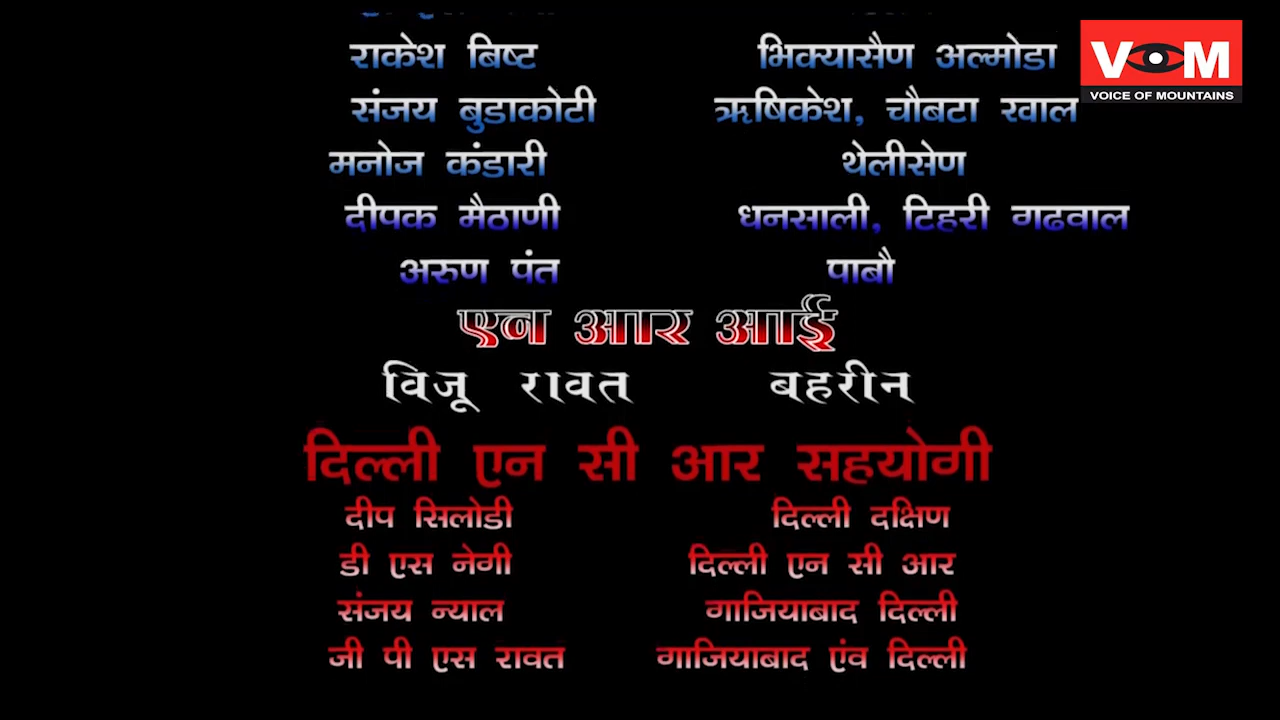 राकेश बिष्ट भिक्यासैण अल्मोडा
VOM
VOICE OF MOUNTAINS
संजय बुडाकोटी ऋषिकेश, चौबटा खाल
मनोज कंडारी थेलीसेण
दीपक मैठाणी धनसाली, टिहरी गढवाल
अरुण पंत पाबौ
एन आर आई
विजू रावत बहरीन
दिल्ली एन सी आर सहयोगी
दीप सिलोडी दिल्ली दक्षिण
डी एस नेगी दिल्ली एन सी आर
संजय न्याल गाजियाबाद दिल्ली
जी पी एस रावत गाजियाबाद एंव दिल्ली